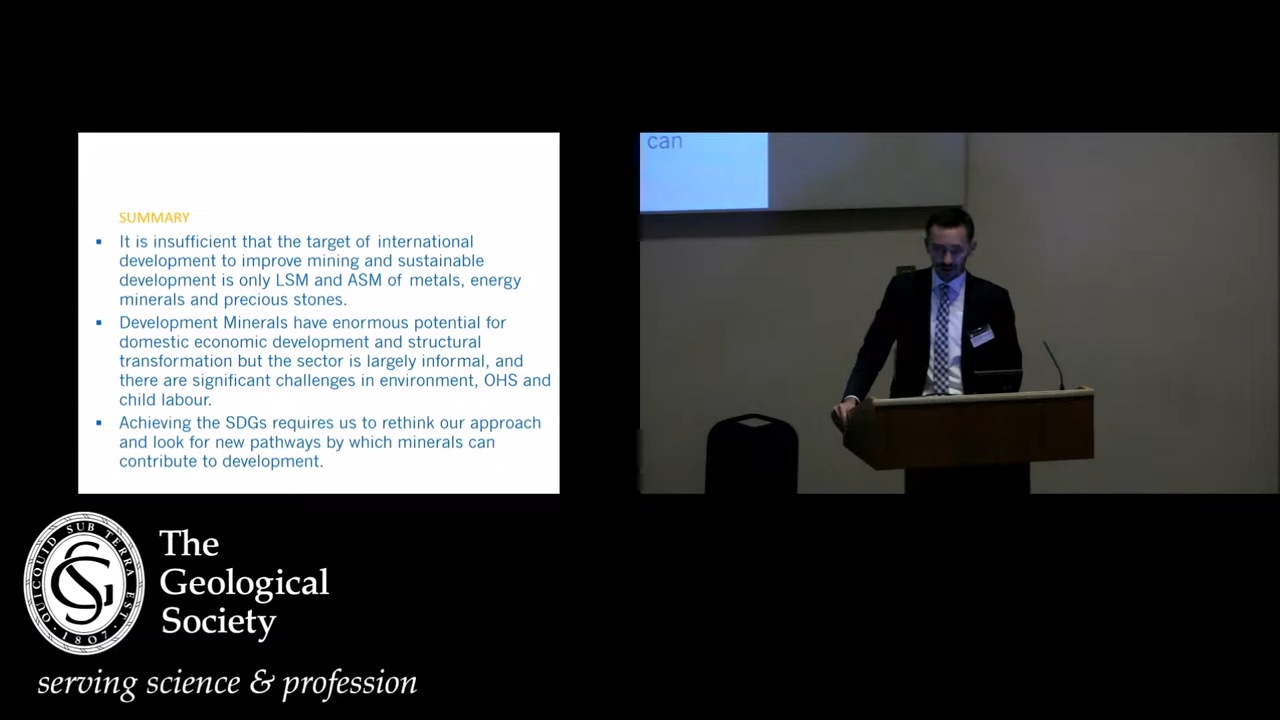 SUMMARY
▪ It is insufficient that the target of international
development to improve mining and sustainable
development is only LSM and ASM of metals, energy
minerals and precious stones.
▪ Development Minerals have enormous potential for
domestic economic development and structural
transformation but the sector is largely informal, and
there are significant challenges in environment, OHS and
child labour.
▪ Achieving the SDGs requires us to rethink our approach
and look for new pathways by which minerals can
contribute to development.
can
QUICQUID SUB TERRA EST
GS
· 1807 ·
The
Geological
Society
serving science & profession